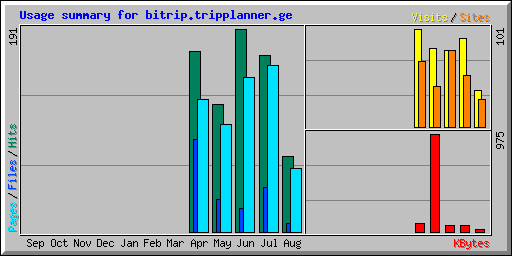 Usage summary for bitrip.tripplanner.ge
Visits/Sites
191
101
Pages/Files/Hits
975
Sep Oct Nov Dec Jan Feb Mar Apr May Jun Jul Aug
KBytes